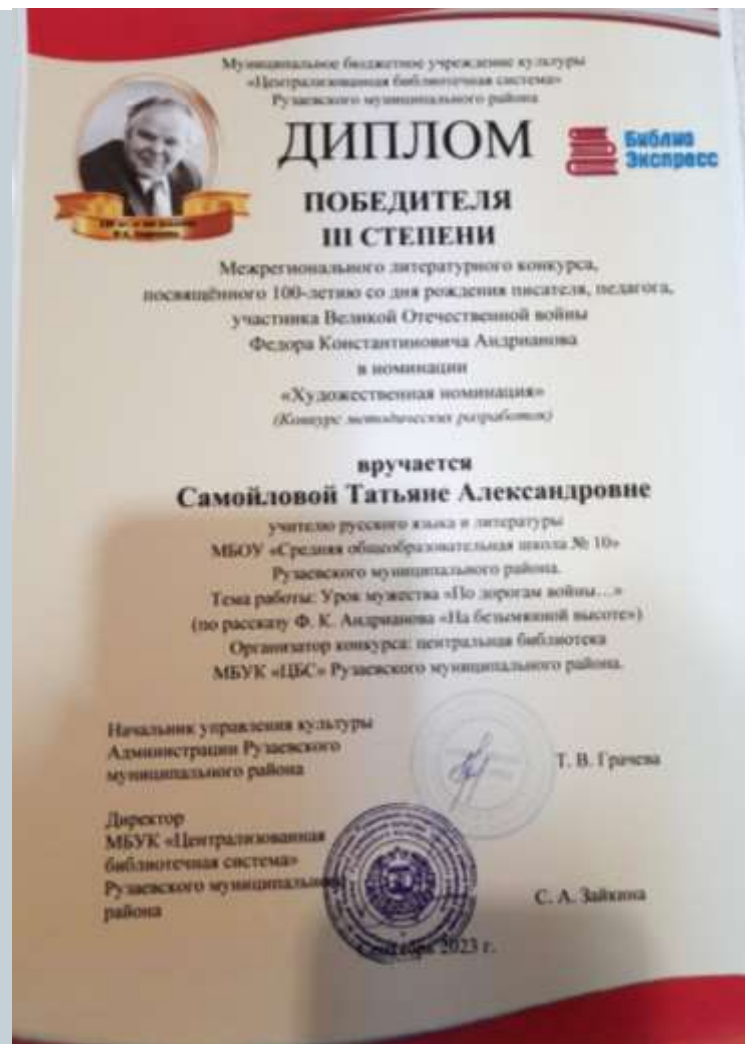 Муниципальное бюджетное учреждение культуры
«Централизованная библиотечная система»
Рузаевского муниципального района
ДИПЛОМ
Библио
Экспресс
ПОБЕДИТЕЛЯ
III СТЕПЕНИ
Межрегионального литературного конкурса,
посвящённого 100-летию со дня рождения писателя, педагога,
участника Великой Отечественной войны
Федора Константиновича Андрианова
в номинации
«Художественная номинация»
(Конкурс методических разработок)
вручается
Самойловой Татьяне Александровне
учителю русского языка и литературы
МБОУ «Средняя общеобразовательная школа № 10»
Рузаевского муниципального района.
Тема работы: Урок мужества «По дорогам войны…»
(по рассказу Ф. К. Андрианова «На безымянной высоте»)
Организатор конкурса: центральная библиотека
МБУК «ЦБС» Рузаевского муниципального района.
Начальник управления культуры
Администрации Рузаевского
муниципального района
Т. В. Грачева
Директор
МБУК «Централизованная
библиотечная система»
Рузаевского муниципального
района
С. А. Зайкина
Сентябрь 2023 г.